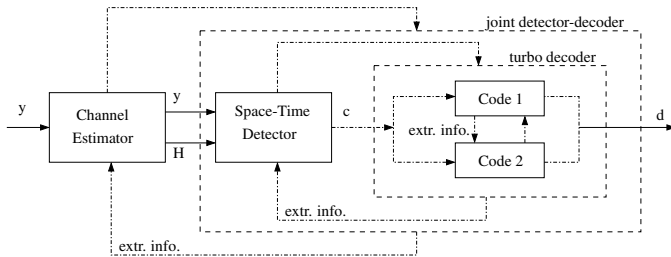 joint detector-decoder
turbo decoder
y
Channel
Estimator
y
H
Space-Time
Detector
c
Code 1
extr. info.
Code 2
d
extr. info.
extr. info.